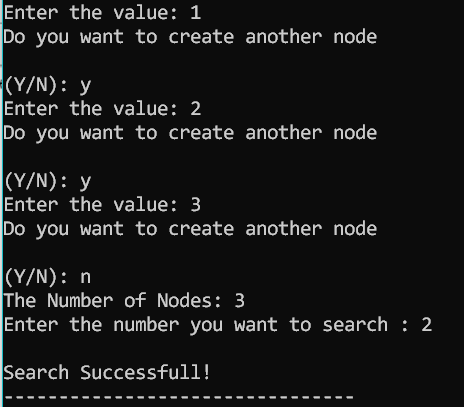 Enter the value: 1
Do you want to create another node
(Y/N): y
Enter the value: 2
Do you want to create another node
(Y/N): y
Enter the value: 3
Do you want to create another node
(Y/N): n
The Number of Nodes: 3
Enter the number you want to search : 2
Search Successfull!
--------------------------------